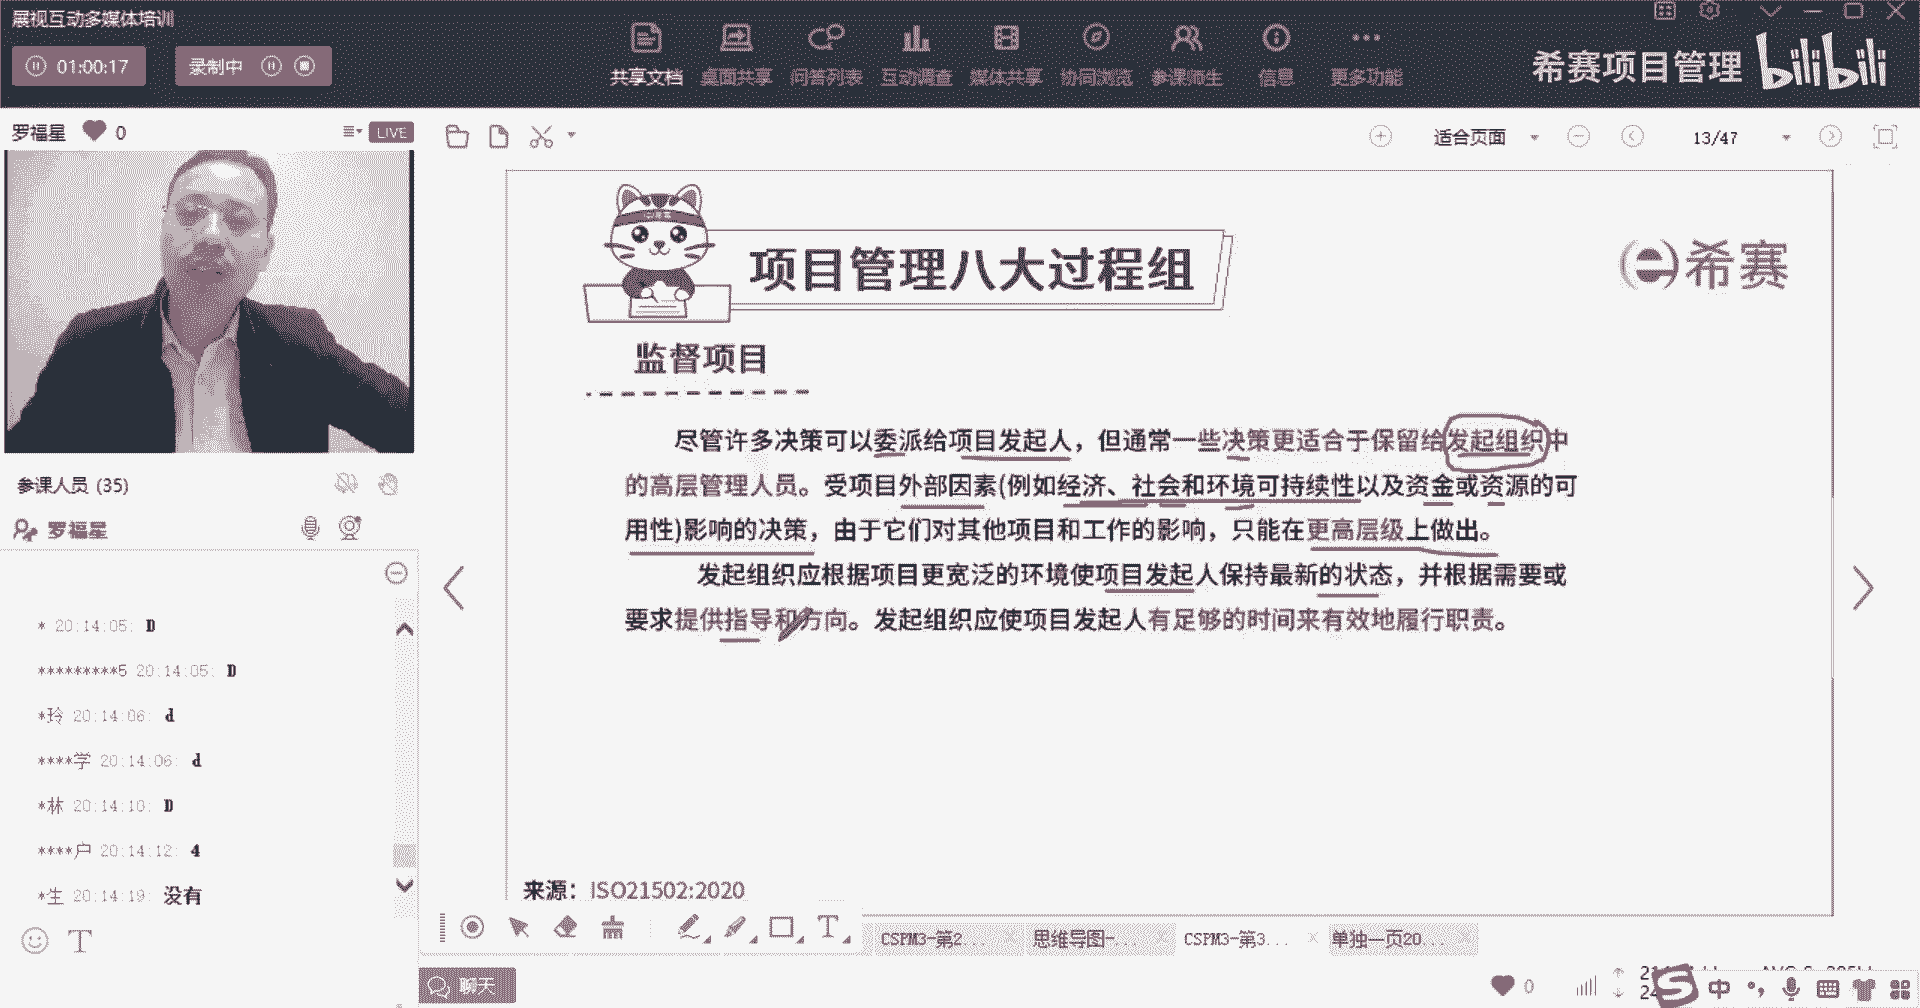 展视互动多媒体培训
01:00:17
录制中
共享文档 桌面共享 问答列表 互动调查 媒体共享 协同浏览 参课师生 信息 更多功能
希赛项目管理 bilibili
罗福星 0
LIVE
适合页面
13/47
项目管理八大过程组
希赛
监督项目
尽管许多决策可以委派给项目发起人，但通常一些决策更适合于保留给发起组织中
的高层管理人员。受项目外部因素(例如经济、社会和环境可持续性以及资金或资源的可
用性)影响的决策，由于它们对其他项目和工作的影响，只能在更高层级上做出。
发起组织应根据项目更宽泛的环境使项目发起人保持最新的状态，并根据需要或
要求提供指导和方向。发起组织应使项目发起人有足够的时间来有效地履行职责。
来源：ISO21502:2020
参课人员 (35)
罗福星
* 20:14:05: D
*********5 20:14:05: D
*玲 20:14:06: d
****学 20:14:06: d
*林 20:14:10: D
****户 20:14:12: 4
*生 20:14:19: 没有
T
T
CSPM3-第2... 思维导图-... CSPM3-第3... 单独一页20...
聊天
0
中